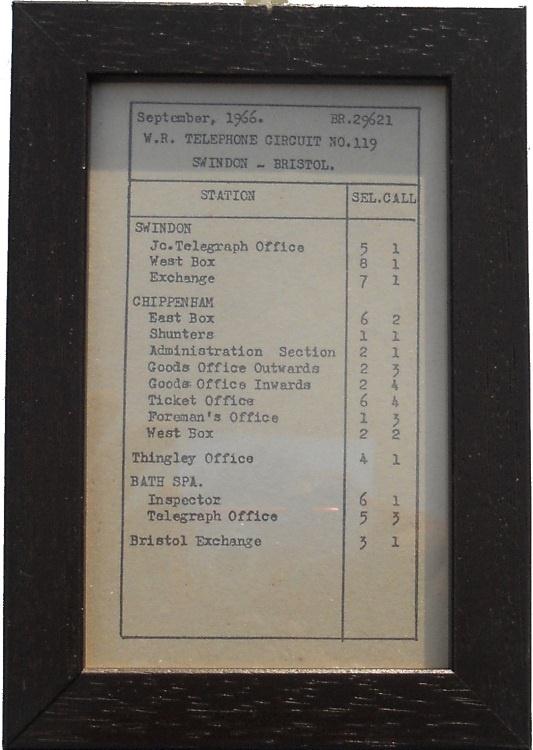 September, 1966. BR.29621
W.R. TELEPHONE CIRCUIT NO.119
SWINDON - BRISTOL.
STATION SEL.CALL
SWINDON
Jc.Telegraph Office 5 1
West Box 8 1
Exchange 7 1
CHIPPENHAM
East Box 6 2
Shunters 1 1
Administration Section 2 1
Goods Office Outwards 2 3
Goods Office Inwards 2 4
Ticket Office 6 4
Foreman's Office 1 3
West Box 2 2
Thingley Office 4 1
BATH SPA.
Inspector 6 1
Telegraph Office 5 3
Bristol Exchange 3 1